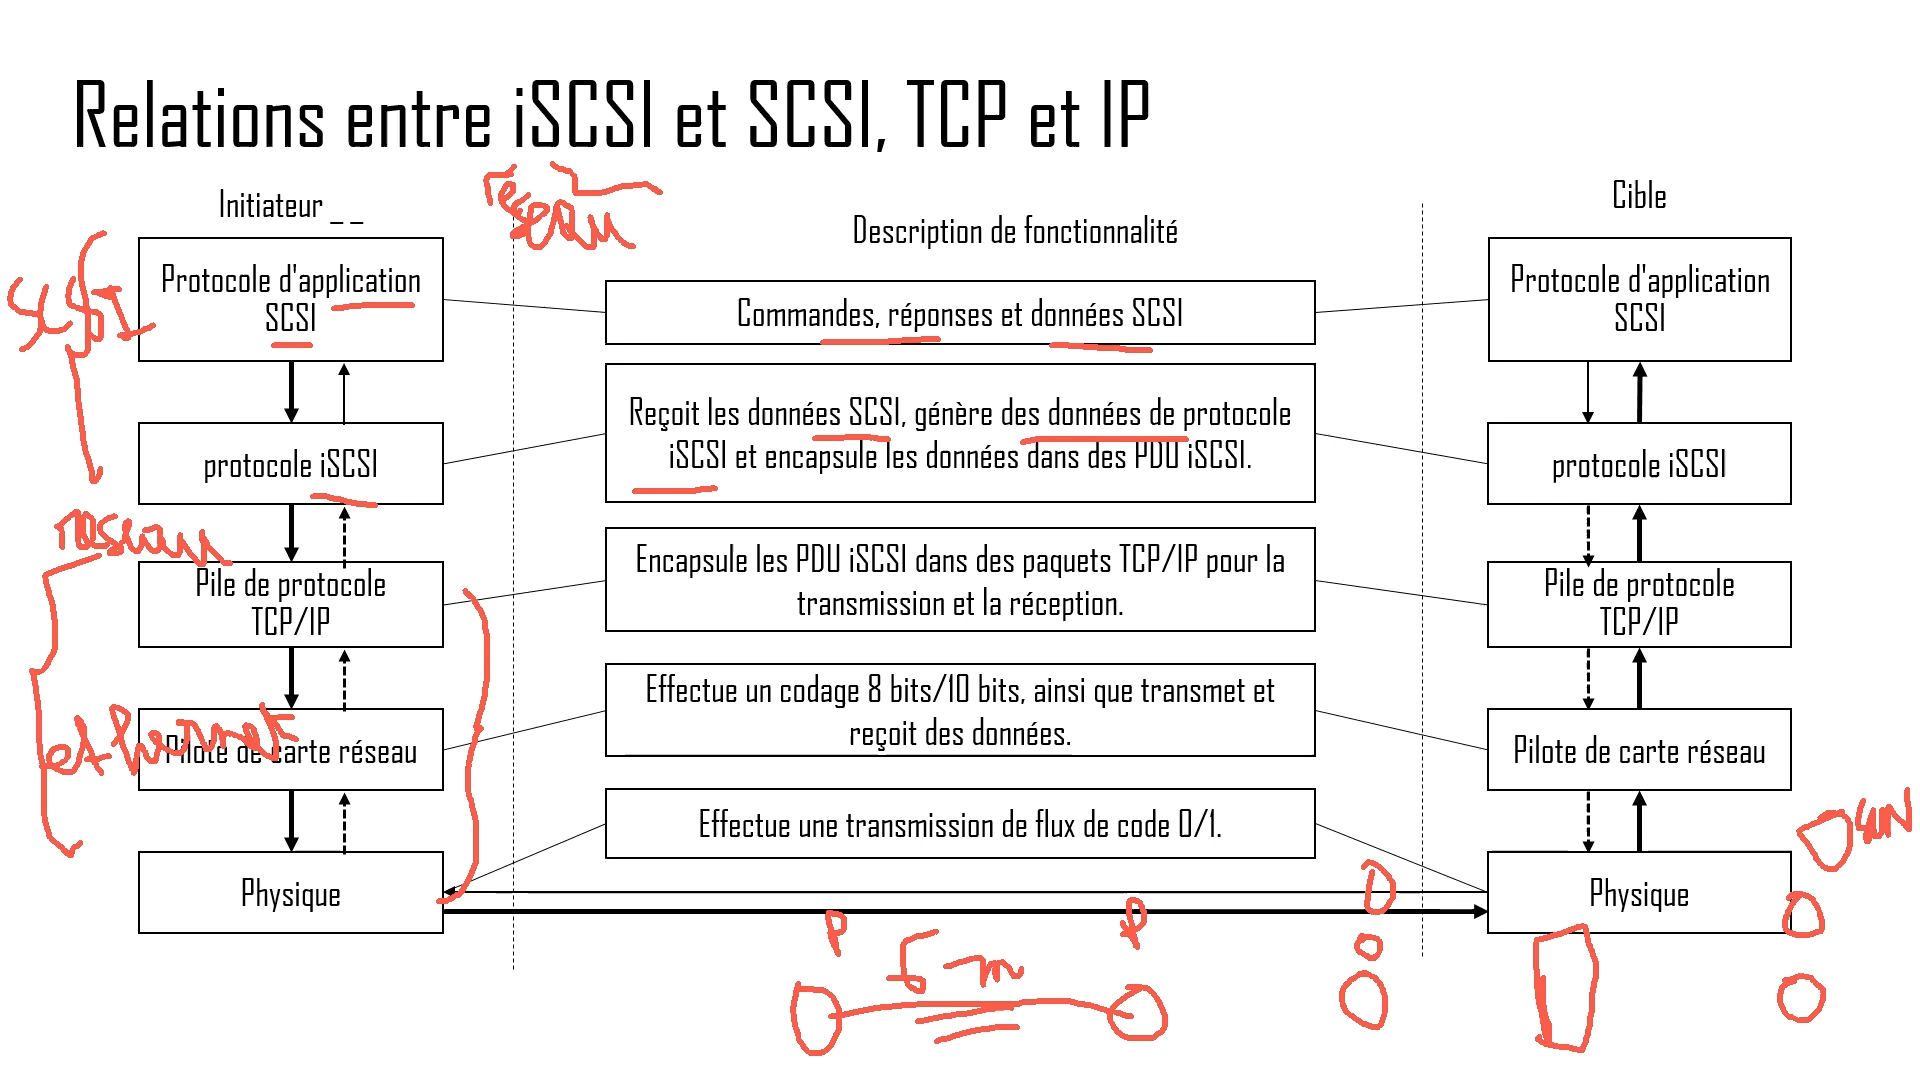 Relations entre iSCSI et SCSI, TCP et IP
réseau
Initiateur _ _
Description de fonctionnalité
Cible
SCSI
Protocole d'application
SCSI
Commandes, réponses et données SCSI
Protocole d'application
SCSI
protocole iSCSI
Reçoit les données SCSI, génère des données de protocole
iSCSI et encapsule les données dans des PDU iSCSI.
protocole iSCSI
réseau
Pile de protocole
TCP/IP
Encapsule les PDU iSCSI dans des paquets TCP/IP pour la
transmission et la réception.
Pile de protocole
TCP/IP
ethernet
Pilote de carte réseau
Effectue un codage 8 bits/10 bits, ainsi que transmet et
reçoit des données.
Pilote de carte réseau
Physique
Effectue une transmission de flux de code 0/1.
Physique
P
P
m